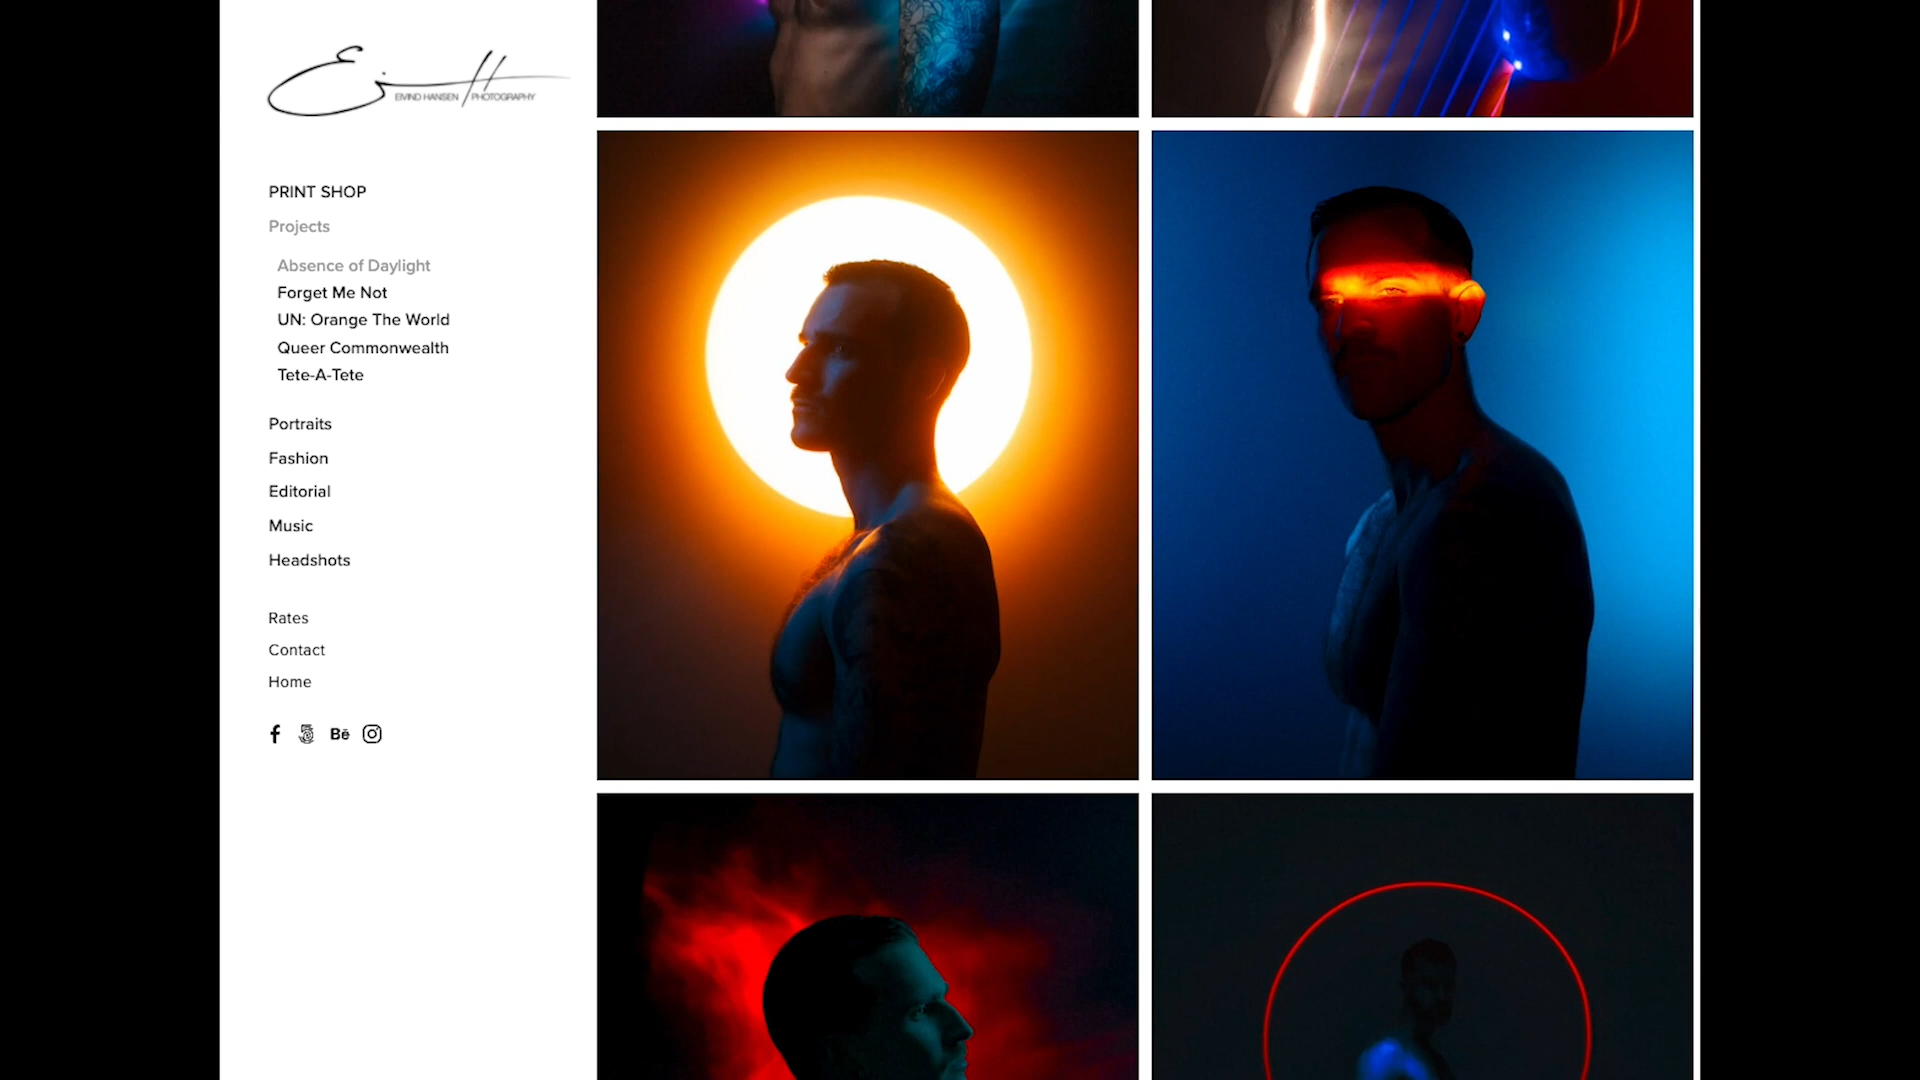 EIVIND HANSEN PHOTOGRAPHY
PRINT SHOP
Projects
Absence of Daylight
Forget Me Not
UN: Orange The World
Queer Commonwealth
Tete-A-Tete
Portraits
Fashion
Editorial
Music
Headshots
Rates
Contact
Home
Bē